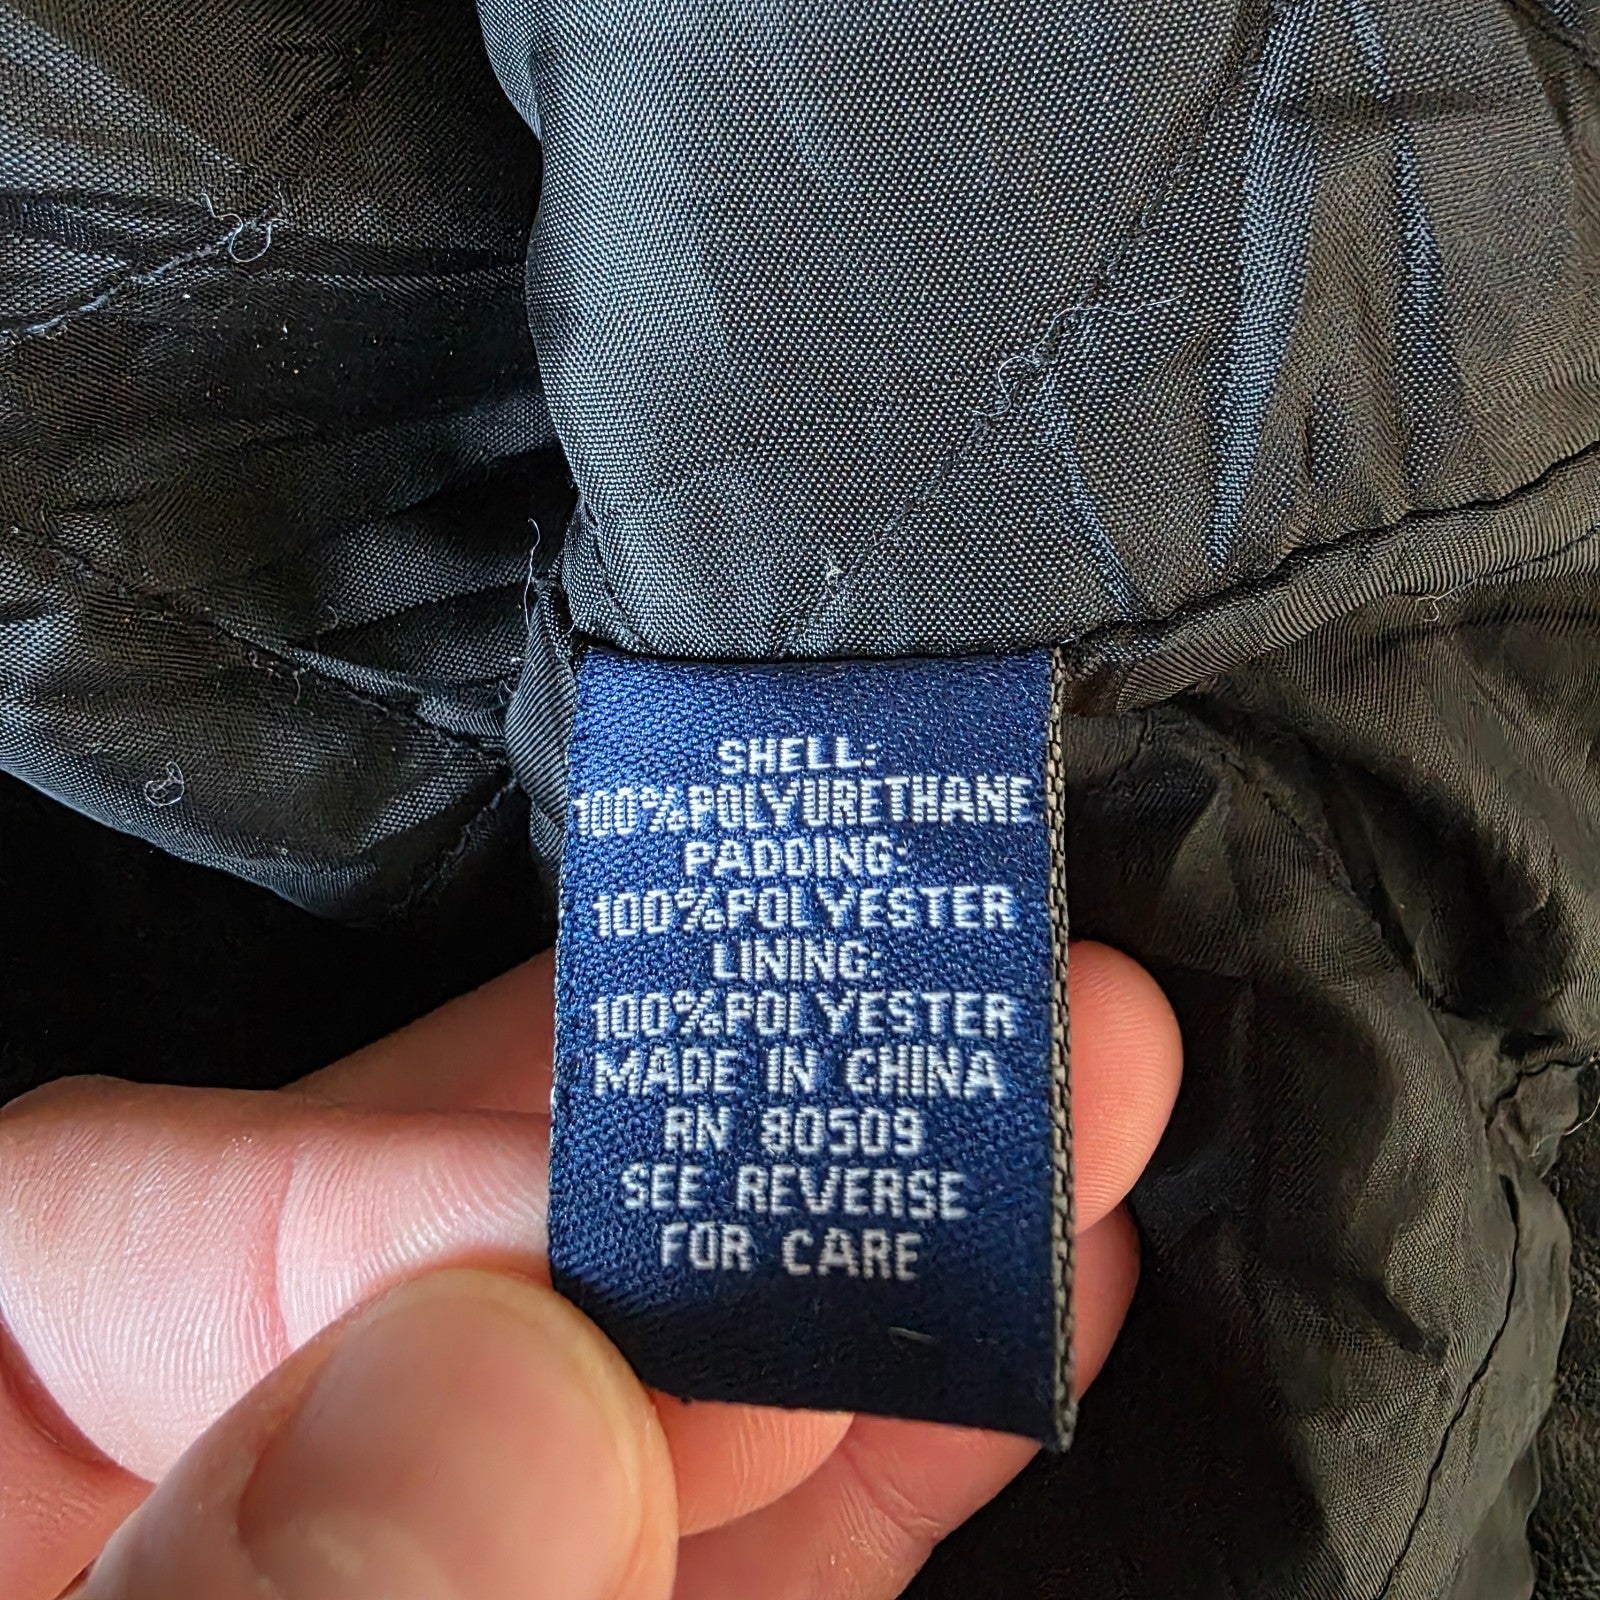 SHELL:
100%POLYURETHANE
PADDING:
100%POLYESTER
LINING:
100%POLYESTER
MADE IN CHINA
RN 80509
SEE REVERSE
FOR CARE